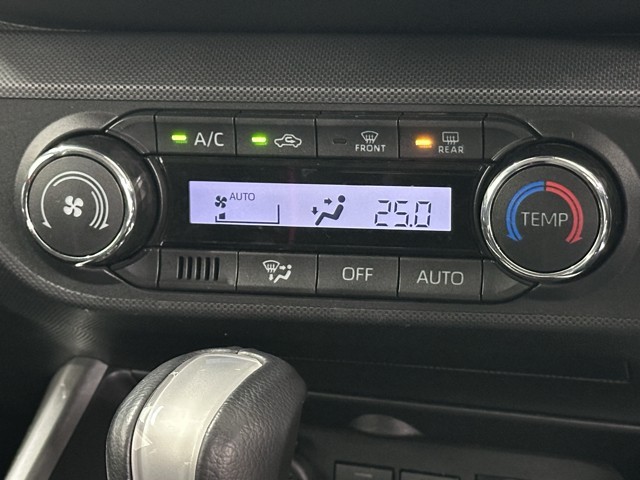 A/C
FRONT
REAR
AUTO
25.0
TEMP
OFF
AUTO